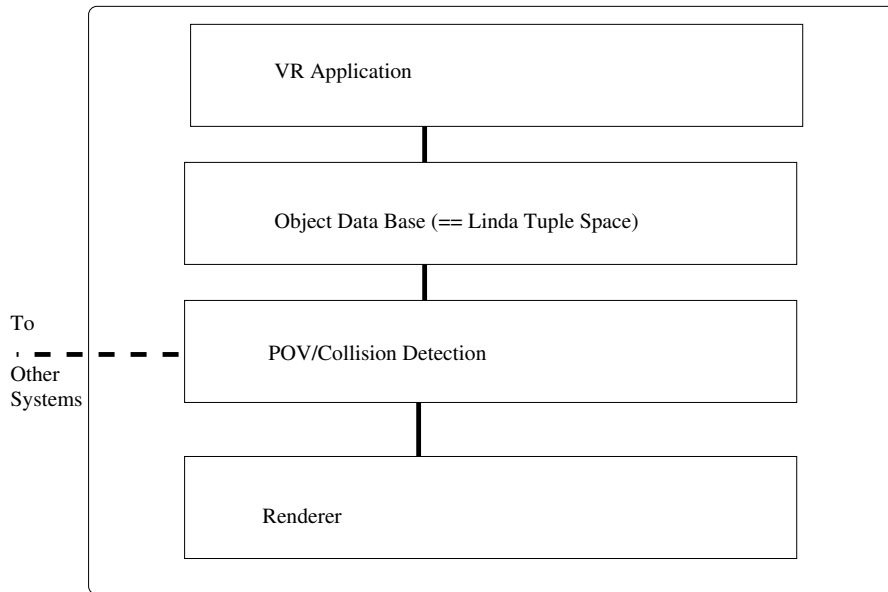 VR Application
Object Data Base (== Linda Tuple Space)
To
POV/Collision Detection
Other
Systems
Renderer